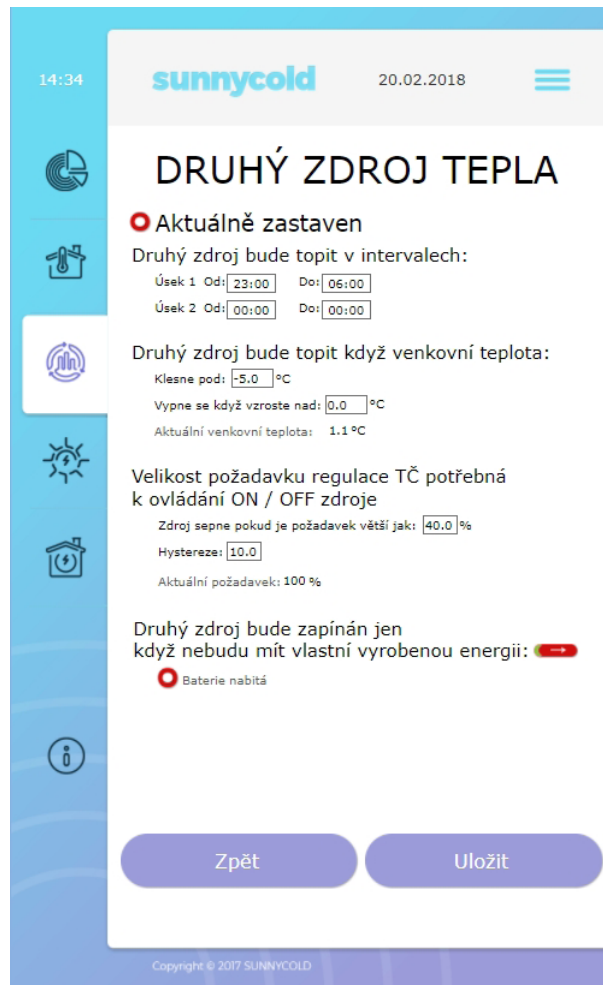 14:34
sunnycold
20.02.2018
DRUHÝ ZDROJ TEPLA
Aktuálně zastaven
Druhý zdroj bude topit v intervalech:
Úsek 1 Od: 23:00 Do: 06:00
Úsek 2 Od: 00:00 Do: 00:00
Druhý zdroj bude topit když venkovní teplota:
Klesne pod: -5.0 °C
Vypne se když vzroste nad: 0.0 °C
Aktuální venkovní teplota: 1.1 °C
Velikost požadavku regulace TČ potřebná
k ovládání ON / OFF zdroje
Zdroj sepne pokud je požadavek větší jak: 40.0 %
Hystereze: 10.0
Aktuální požadavek: 100 %
Druhý zdroj bude zapínán jen
když nebudu mít vlastní vyrobenou energii:
Baterie nabitá
Zpět
Uložit
Copyright © 2017 SUNNYCOLD